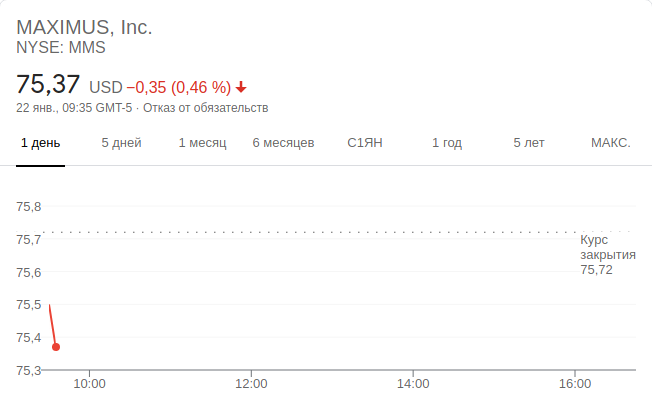 MAXIMUS, Inc.
NYSE: MMS
75,37 USD −0,35 (0,46 %)
22 янв., 09:35 GMT-5 · Отказ от обязательств
1 день 5 дней 1 месяц 6 месяцев С1ЯН 1 год 5 лет МАКС.
75,8
75,7
75,6
75,5
75,4
75,3
Курс
закрытия
75,72
10:00 12:00 14:00 16:00